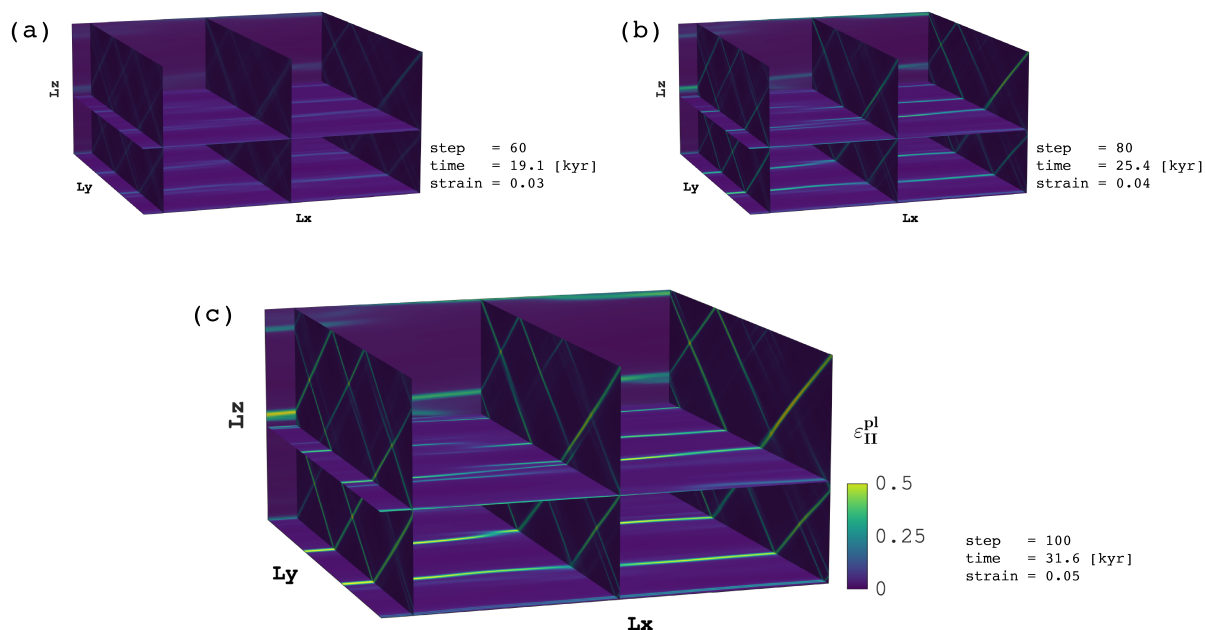 (a)
Lz
Ly
Lx
step = 60
time = 19.1 [kyr]
strain = 0.03
(b)
Lz
Ly
Lx
step = 80
time = 25.4 [kyr]
strain = 0.04
(c)
Lz
Ly
Lx
ε_II^pl
0.5
0.25
0
step = 100
time = 31.6 [kyr]
strain = 0.05